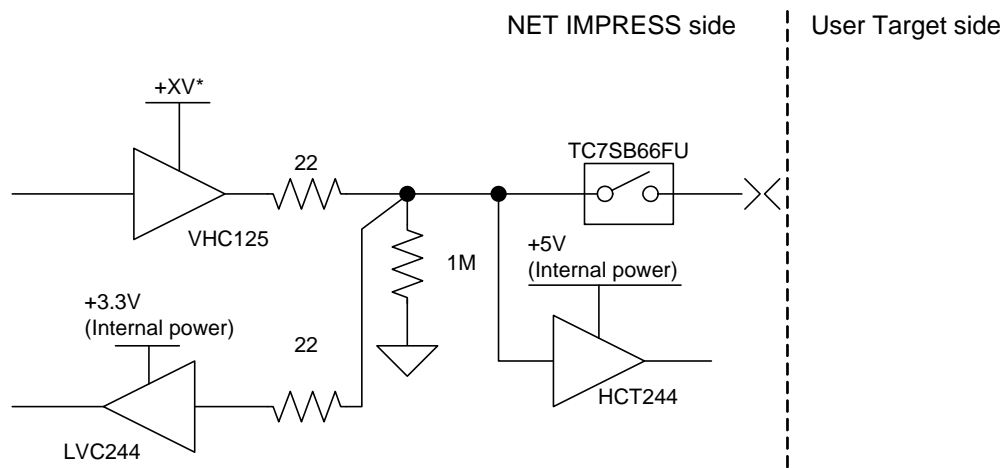 NET IMPRESS side
User Target side
+XV*
22
TC7SB66FU
VHC125
1M
+5V
(Internal power)
+3.3V
(Internal power)
22
HCT244
LVC244